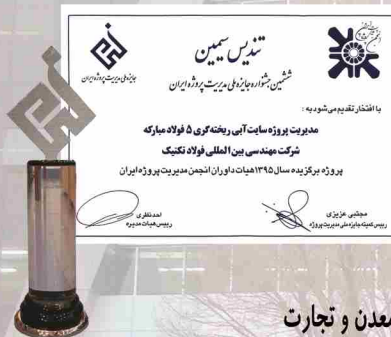 تندیس سیمین
ششمین جشنواره جایزه ملی مدیریت پروژه ایران
جایزه ملی مدیریت پروژه ایران
با افتخار تقدیم می‌شود به :
مدیریت پروژه سایت آبی ریخته‌گری ۵ فولاد مبارکه
شرکت مهندسی بین المللی فولاد تکنیک
پروژه برگزیده سال ۱۳۹۵ هیات داوران انجمن مدیریت پروژه ایران
مجتبی عزیزی
رییس کمیته جایزه ملی مدیریت پروژه
احد نظری
رییس هیات مدیره
معدن و تجارت